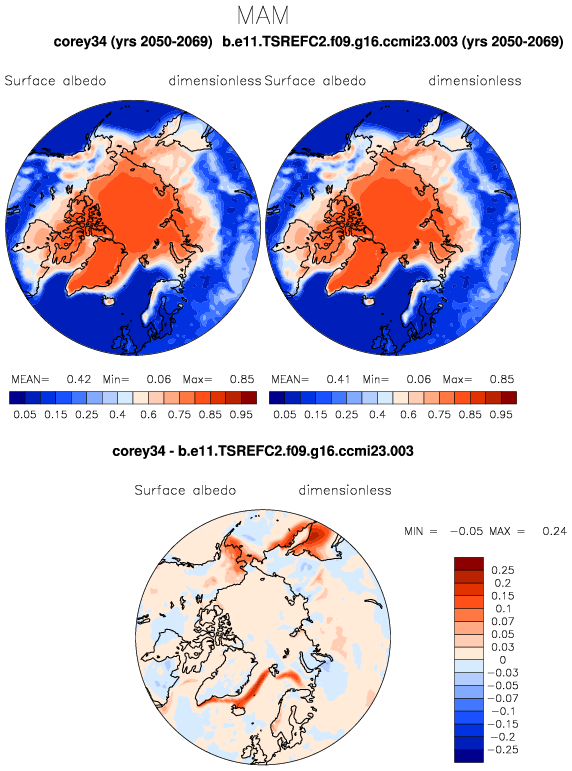 MAM
corey34 (yrs 2050-2069) b.e11.TSREFC2.f09.g16.ccmi23.003 (yrs 2050-2069)
Surface albedo dimensionless Surface albedo dimensionless
MEAN= 0.42 Min= 0.06 Max= 0.85 MEAN= 0.41 Min= 0.06 Max= 0.85
0.05 0.15 0.25 0.4 0.6 0.75 0.85 0.95 0.05 0.15 0.25 0.4 0.6 0.75 0.85 0.95
corey34 - b.e11.TSREFC2.f09.g16.ccmi23.003
Surface albedo dimensionless
MIN = -0.05 MAX = 0.24
0.25
0.2
0.15
0.1
0.07
0.05
0.03
0
-0.03
-0.05
-0.07
-0.1
-0.15
-0.2
-0.25